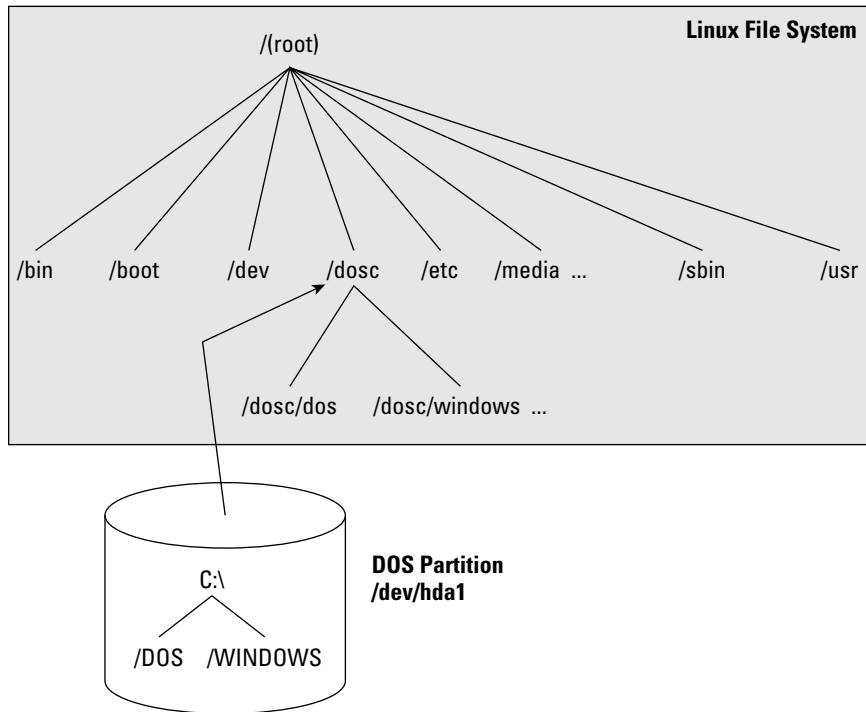 Linux File System
/(root)
/bin /boot /dev /dosc /etc /media ... /sbin /usr
/dosc/dos /dosc/windows ...
DOS Partition
/dev/hda1
C:\
/DOS /WINDOWS